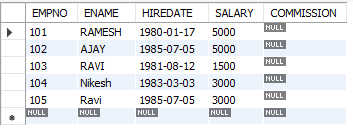 EMPNO ENAME HIREDATE SALARY COMMISSION
101 RAMESH 1980-01-17 5000 NULL
102 AJAY 1985-07-05 5000 NULL
103 RAVI 1981-08-12 1500 NULL
104 Nikesh 1983-03-03 3000 NULL
105 Ravi 1985-07-05 3000 NULL
NULL NULL NULL NULL NULL